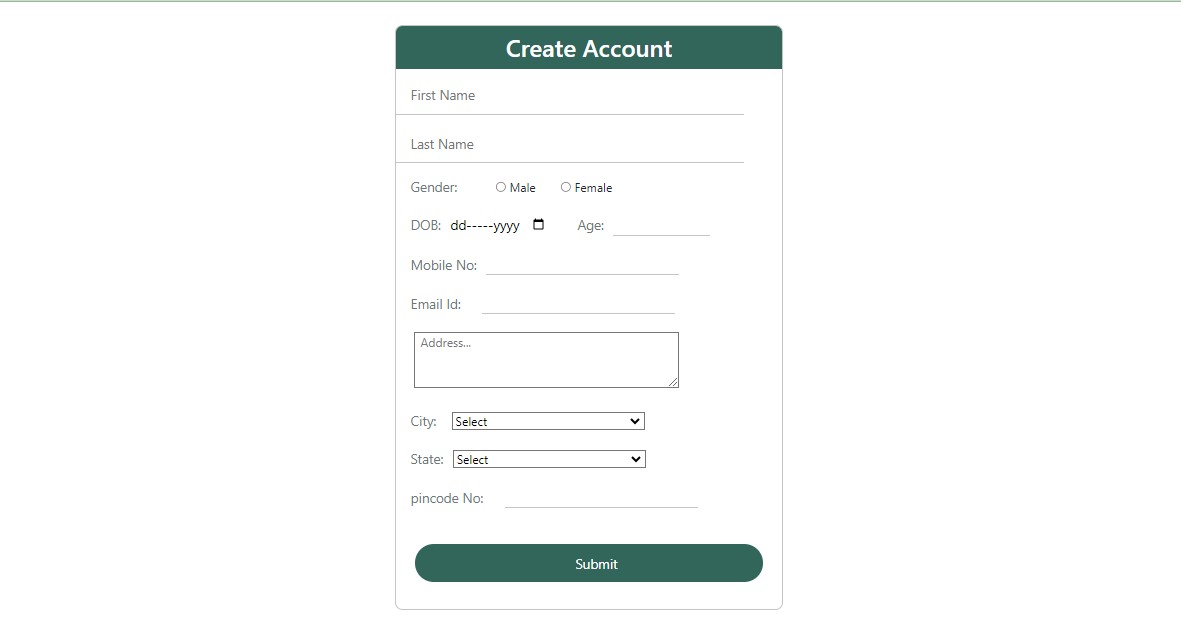 Create Account
First Name
Last Name
Gender: Male Female
DOB: dd-----yyyy Age:
Mobile No:
Email Id:
Address...
City: Select
State: Select
pincode No:
Submit